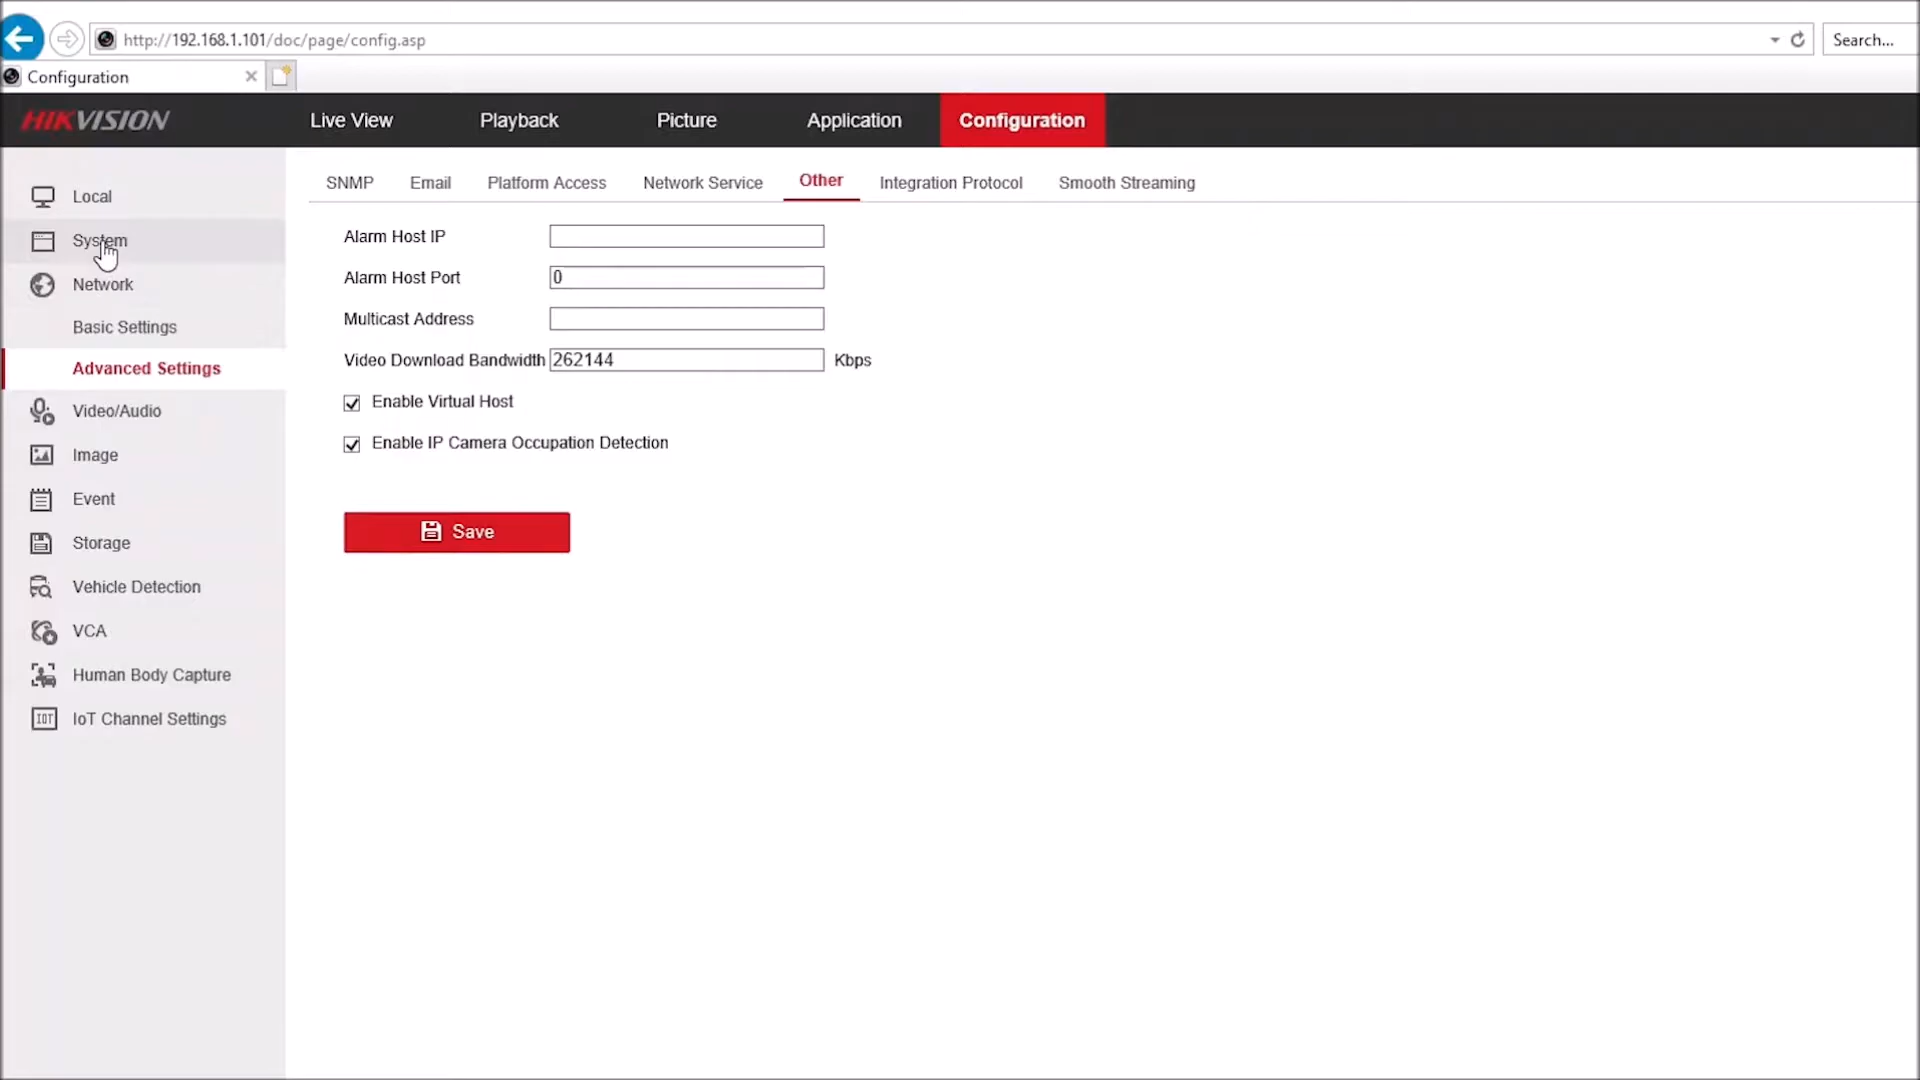 http://192.168.1.101/doc/page/config.asp
Search...
Configuration
HIKVISION
Live View
Playback
Picture
Application
Configuration
Local
System
Network
Basic Settings
Advanced Settings
Video/Audio
Image
Event
Storage
Vehicle Detection
VCA
Human Body Capture
IOT
IoT Channel Settings
SNMP
Email
Platform Access
Network Service
Other
Integration Protocol
Smooth Streaming
Alarm Host IP
Alarm Host Port 0
Multicast Address
Video Download Bandwidth 262144 Kbps
Enable Virtual Host
Enable IP Camera Occupation Detection
Save